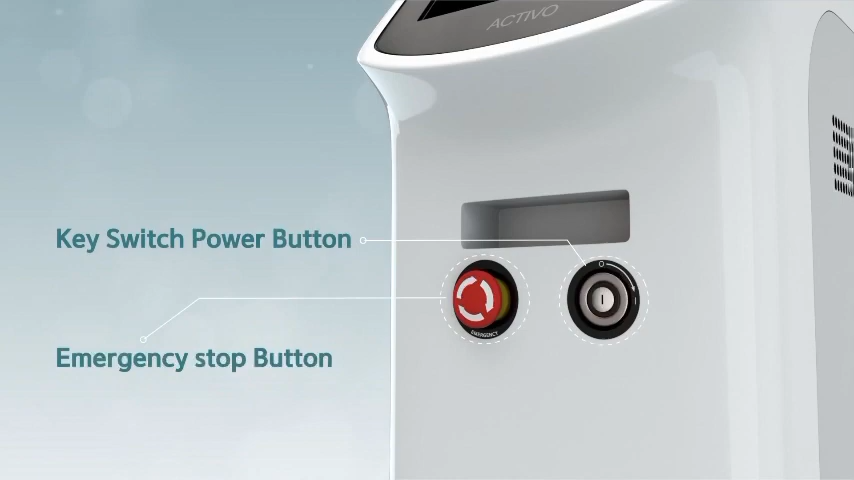 ACTIVO
Key Switch Power Button
EMERGENCY
Emergency stop Button